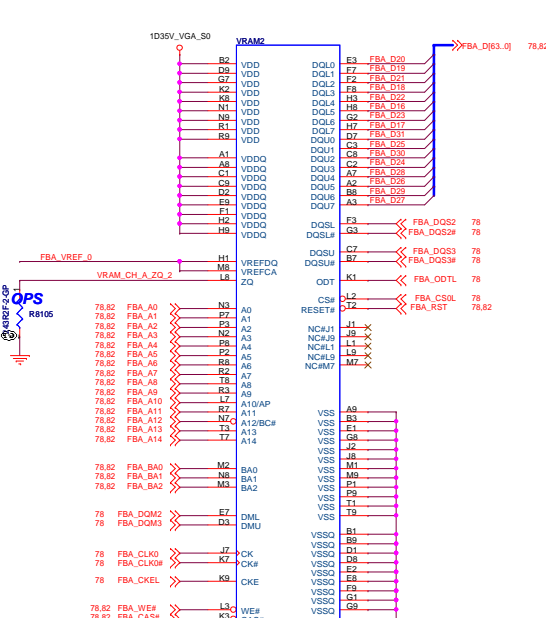 1D35V_VGA_S0
VRAM2
FBA_D[63..0] 78,82
B2 VDD DQL0 E3 FBA_D20
D9 VDD DQL1 F7 FBA_D19
G7 VDD DQL2 F2 FBA_D21
K2 VDD DQL3 F8 FBA_D18
K8 VDD DQL4 H3 FBA_D22
N1 VDD DQL5 H8 FBA_D16
N9 VDD DQL6 G2 FBA_D23
R1 VDD DQL7 H7 FBA_D17
R9 VDD DQU0 D7 FBA_D31
DQU1 C3 FBA_D25
A1 VDDQ DQU2 C8 FBA_D30
A8 VDDQ DQU3 C2 FBA_D24
C1 VDDQ DQU4 A7 FBA_D28
C9 VDDQ DQU5 A2 FBA_D26
D2 VDDQ DQU6 B8 FBA_D29
E9 VDDQ DQU7 A3 FBA_D27
F1 VDDQ
H2 VDDQ DQSL F3 FBA_DQS2 78
H9 VDDQ DQSL# G3 FBA_DQS2# 78
DQSU C7 FBA_DQS3 78
FBA_VREF_0 H1 VREFDQ DQSU# B7 FBA_DQS3# 78
M8 VREFCA
VRAM_CH_A_ZQ_2 L8 ZQ ODT K1 FBA_ODTL 78
OPS
243R2F-2-GP
1
R8105
2
CS# L2 FBA_CS0L 78
78,82 FBA_A0 N3 A0 RESET# T2 FBA_RST 78,82
78,82 FBA_A1 P7 A1
78,82 FBA_A2 P3 A2 NC#J1 J1
78,82 FBA_A3 N2 A3 NC#J9 J9
78,82 FBA_A4 P8 A4 NC#L1 L1
78,82 FBA_A5 P2 A5 NC#L9 L9
78,82 FBA_A6 R8 A6 NC#M7 M7
78,82 FBA_A7 R2 A7
78,82 FBA_A8 T8 A8
78,82 FBA_A9 R3 A9
78,82 FBA_A10 L7 A10/AP
78,82 FBA_A11 R7 A11 VSS A9
78,82 FBA_A12 N7 A12/BC# VSS B3
78,82 FBA_A13 T3 A13 VSS E1
78,82 FBA_A14 T7 A14 VSS G8
VSS J2
VSS J8
78,82 FBA_BA0 M2 BA0 VSS M1
78,82 FBA_BA1 N8 BA1 VSS M9
78,82 FBA_BA2 M3 BA2 VSS P1
VSS P9
VSS T1
78 FBA_DQM2 E7 DML VSS T9
78 FBA_DQM3 D3 DMU
VSSQ B1
VSSQ B9
78 FBA_CLK0 J7 CK VSSQ D1
78 FBA_CLK0# K7 CK# VSSQ D8
VSSQ E2
78 FBA_CKEL K9 CKE VSSQ E8
VSSQ F9
VSSQ G1
78,82 FBA_WE# L3 WE# VSSQ G9
78,82 FBA_CAS# K3